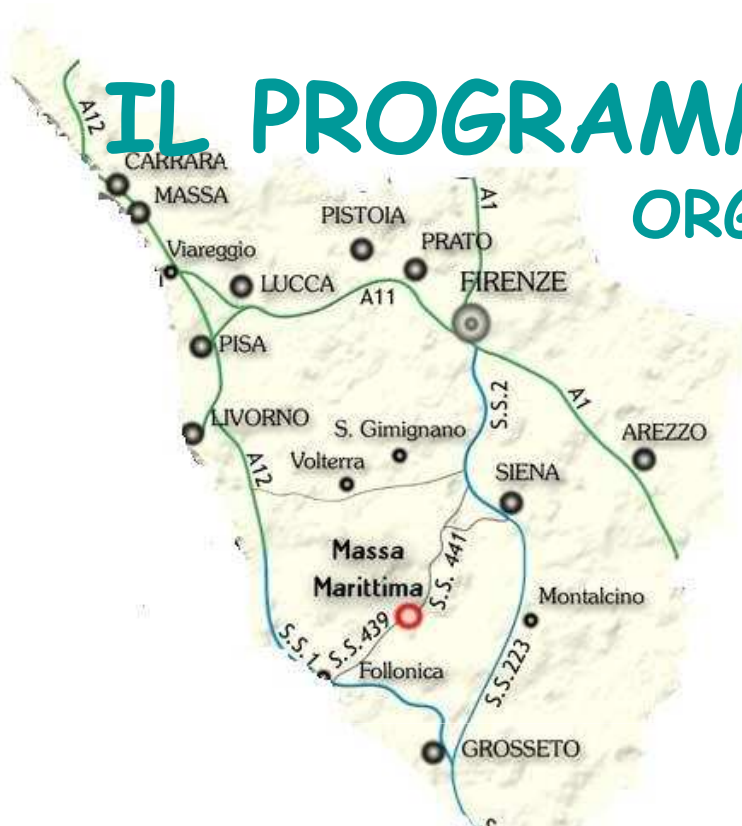 IL PROGRAMM
ORG
A12
CARRARA
MASSA
A1
PISTOIA
PRATO
Viareggio
LUCCA
A11
FIRENZE
PISA
S.S.2
A1
LIVORNO
S. Gimignano
AREZZO
A12
Volterra
SIENA
Massa
Marittima
S.S. 441
Montalcino
S.S.1
S.S.439
Follonica
S.S.223
GROSSETO